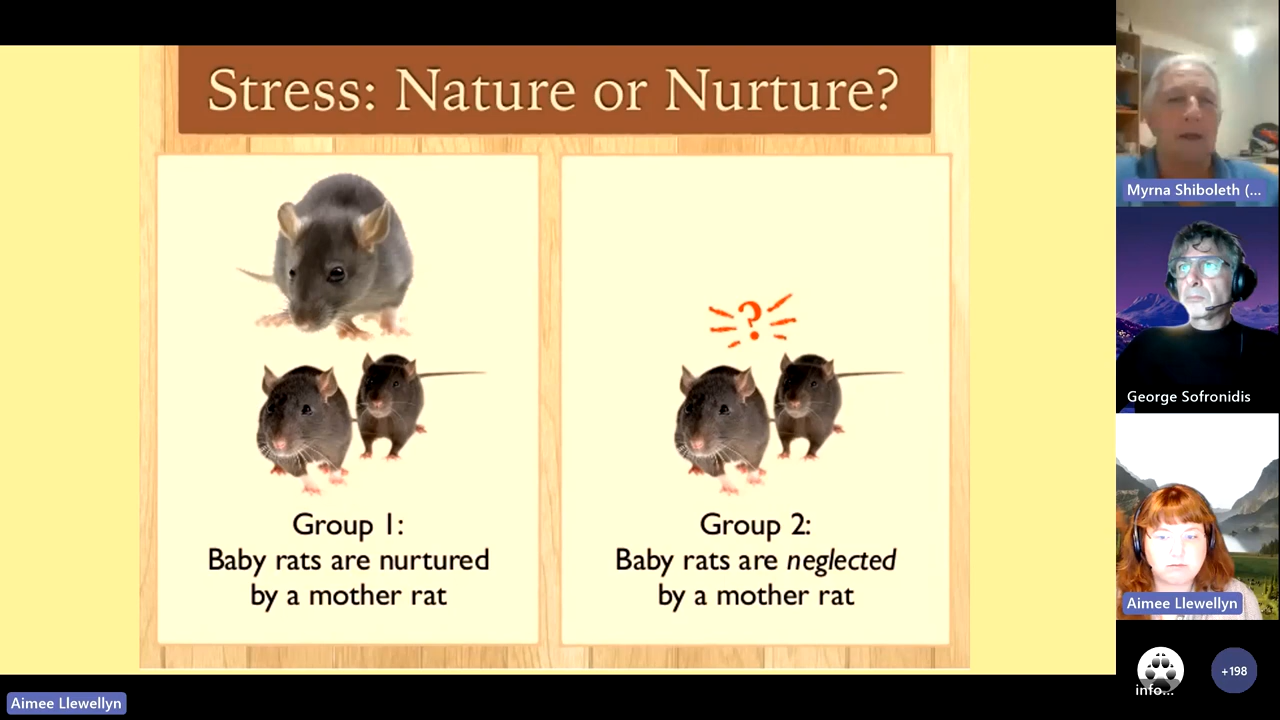 Stress: Nature or Nurture?
?
Group 1:
Baby rats are nurtured
by a mother rat
Group 2:
Baby rats are neglected
by a mother rat
Myrna Shiboleth (...
George Sofronidis
Aimee Llewellyn
info...
+198
Aimee Llewellyn